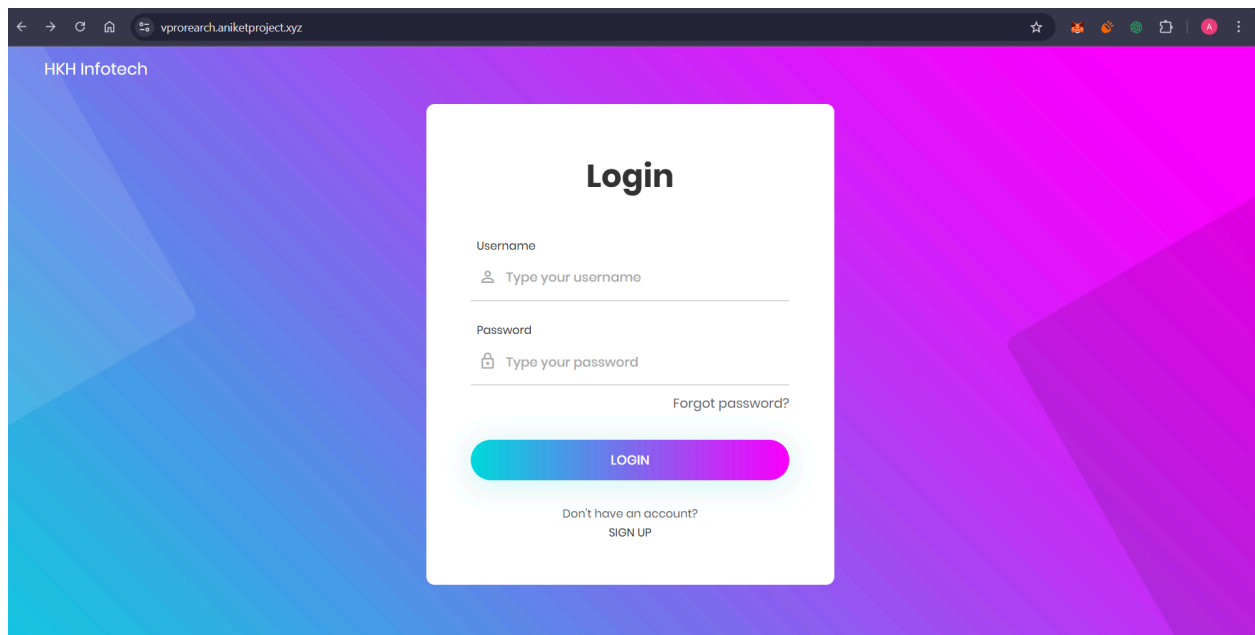 vprorearch.aniketproject.xyz
A
HKH Infotech
Login
Username
Type your username
Password
Type your password
Forgot password?
LOGIN
Don't have an account?
SIGN UP